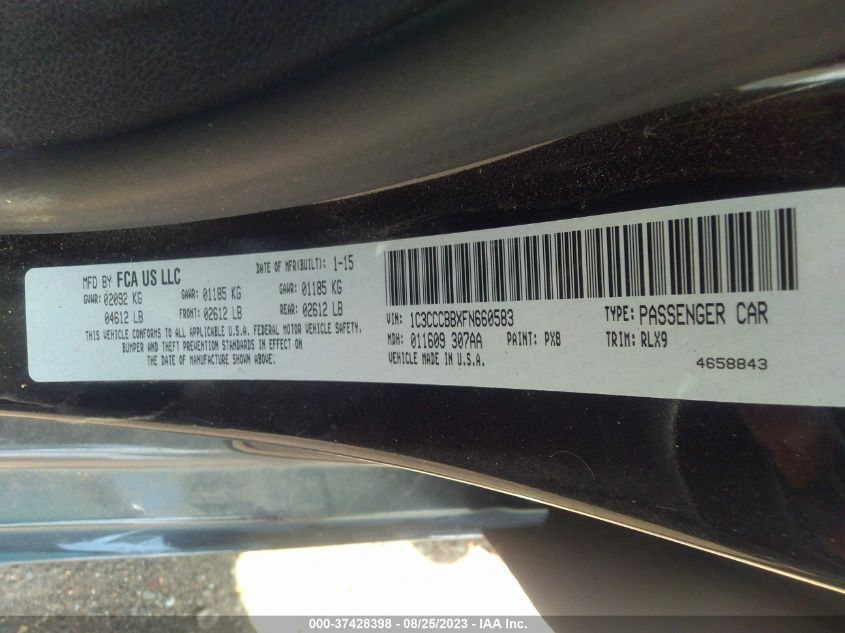 MFD BY FCA US LLC DATE OF MFR(BUILT): 1-15
GVWR: 02092 KG GAWR: 01185 KG GAWR: 01185 KG
04612 LB FRONT: 02612 LB REAR: 02612 LB
THIS VEHICLE CONFORMS TO ALL APPLICABLE U.S.A. FEDERAL MOTOR VEHICLE SAFETY,
BUMPER AND THEFT PREVENTION STANDARDS IN EFFECT ON
THE DATE OF MANUFACTURE SHOWN ABOVE.
VIN: 1C3CCCBBXFN660583 TYPE: PASSENGER CAR
MDH: 011609 307AA PAINT: PX8 TRIM: RLX9
VEHICLE MADE IN U.S.A. 4658843
000-37428398 - 08/25/2023 - IAA Inc.